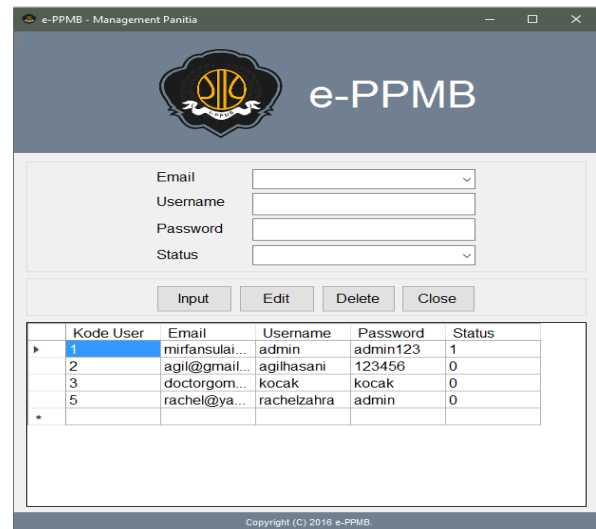 e-PPMB - Management Panitia
e-PPMB
e-PPMB
Email
Username
Password
Status
Input Edit Delete Close
Kode User Email Username Password Status
1 mirfansulai... admin admin123 1
2 agil@gmail... agilhasani 123456 0
3 doctorgom... kocak kocak 0
5 rachel@ya... rachelzahra admin 0
Copyright (C) 2016 e-PPMB.